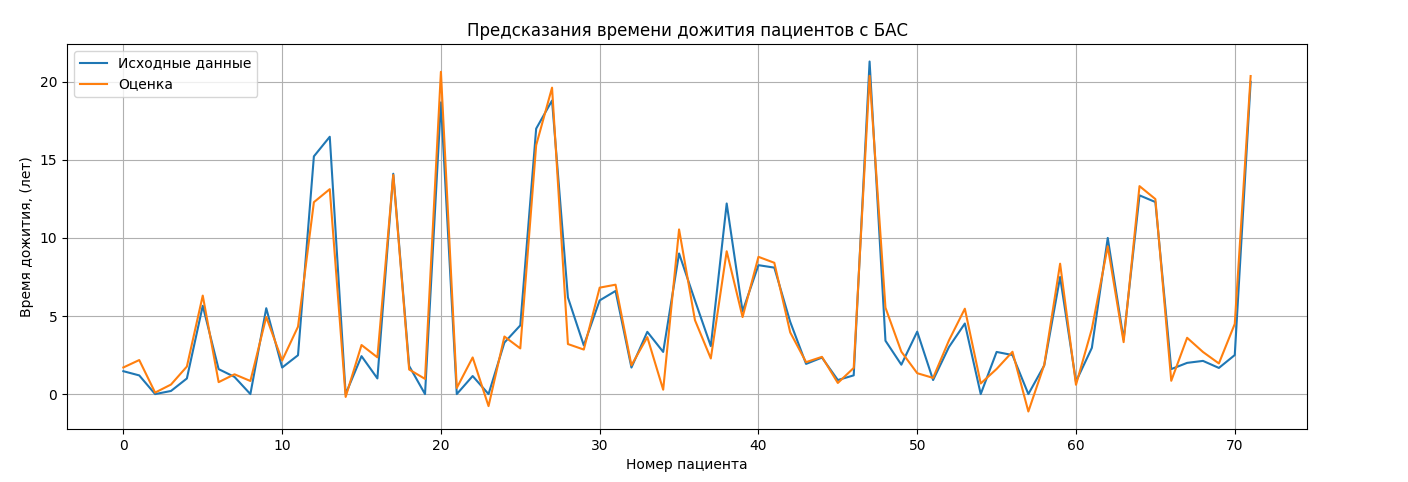 Предсказания времени дожития пациентов с БАС
Исходные данные
Оценка
Время дожития, (лет)
20
15
10
5
0
0 10 20 30 40 50 60 70
Номер пациента